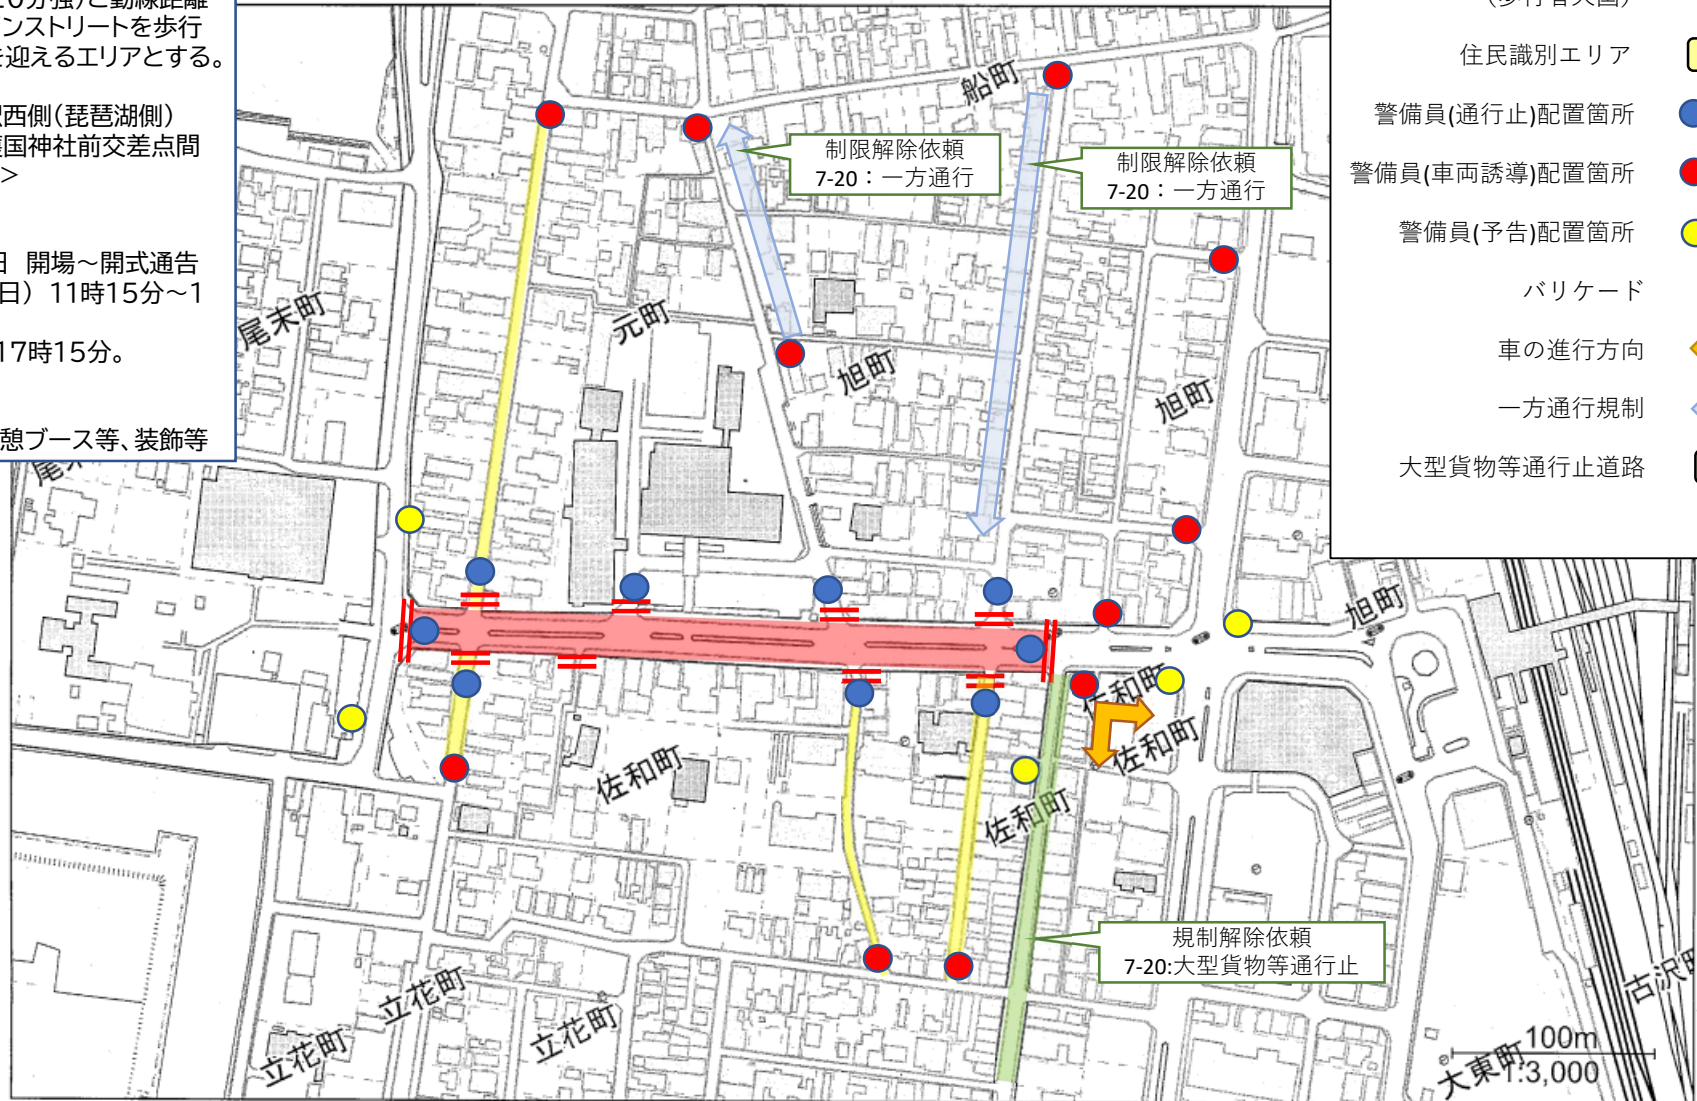 と動線距離
ンストリートを歩行
を迎えるエリアとする。
西側(琵琶湖側)
護国神社前交差点間
>
日 開場～開式通告
日） 11時15分～1
17時15分。
憩ブース等、装飾等
住民識別エリア
警備員(通行止)配置箇所
警備員(車両誘導)配置箇所
警備員(予告)配置箇所
バリケード
車の進行方向
一方通行規制
大型貨物等通行止道路
船町
制限解除依頼
7-20：一方通行
制限解除依頼
7-20：一方通行
尾末町
元町
旭町
旭町
旭町
佐和町
佐和町
佐和町
佐和町
規制解除依頼
7-20:大型貨物等通行止
立花町
立花町
立花町
古沢町
大東町
100m
1:3,000